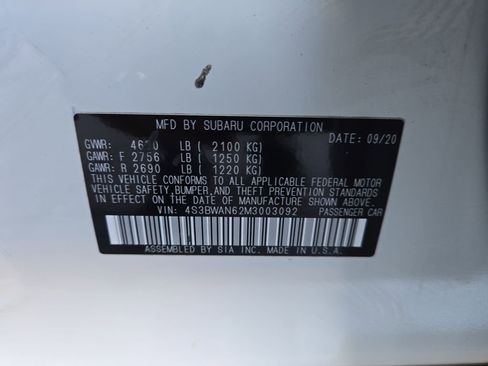 MFD BY SUBARU CORPORATION
DATE: 09/20
GVWR: LB ( 2100 KG)
GAWR: F 2756 LB ( 1250 KG)
GAWR: R 2690 LB ( 1220 KG)
THIS VEHICLE CONFORMS TO ALL APPLICABLE FEDERAL MOTOR
VEHICLE SAFETY, BUMPER, AND THEFT PREVENTION STANDARDS
IN EFFECT ON THE DATE OF MANUFACTURE SHOWN ABOVE.
VIN: 4S3BWAN62M3003092 PASSENGER CAR
ASSEMBLED BY SIA INC. MADE IN U.S.A.